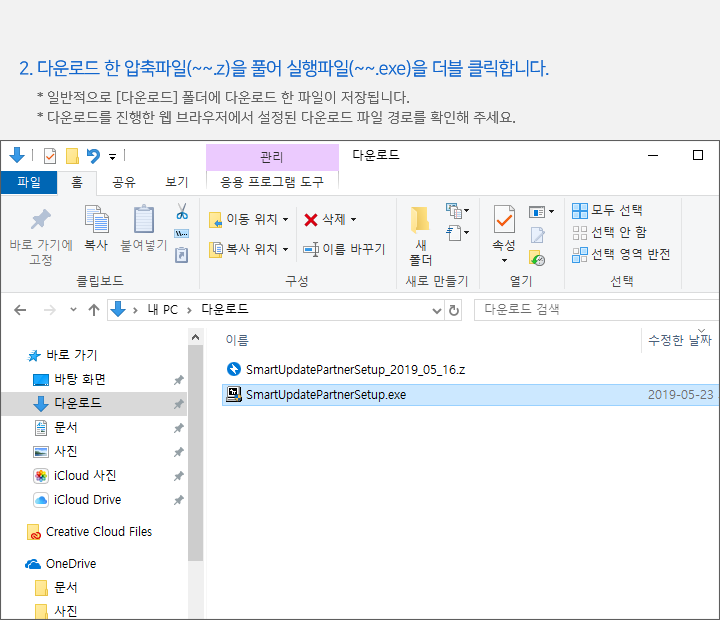 2. 다운로드 한 압축파일(~~.z)을 풀어 실행파일(~~.exe)을 더블 클릭합니다.
* 일반적으로 [다운로드] 폴더에 다운로드 한 파일이 저장됩니다.
* 다운로드를 진행한 웹 브라우저에서 설정된 다운로드 파일 경로를 확인해 주세요.
관리
다운로드
파일
홈
공유
보기
응용 프로그램 도구
바로 가기에
고정
복사
붙여넣기
클립보드
이동 위치
복사 위치
삭제
이름 바꾸기
구성
새
폴더
새로 만들기
속성
열기
모두 선택
선택 안 함
선택 영역 반전
선택
내 PC
다운로드
다운로드 검색
이름
수정한 날짜
바로 가기
바탕 화면
다운로드
문서
사진
iCloud 사진
iCloud Drive
Creative Cloud Files
OneDrive
문서
사진
SmartUpdatePartnerSetup_2019_05_16.z
SmartUpdatePartnerSetup.exe
2019-05-23